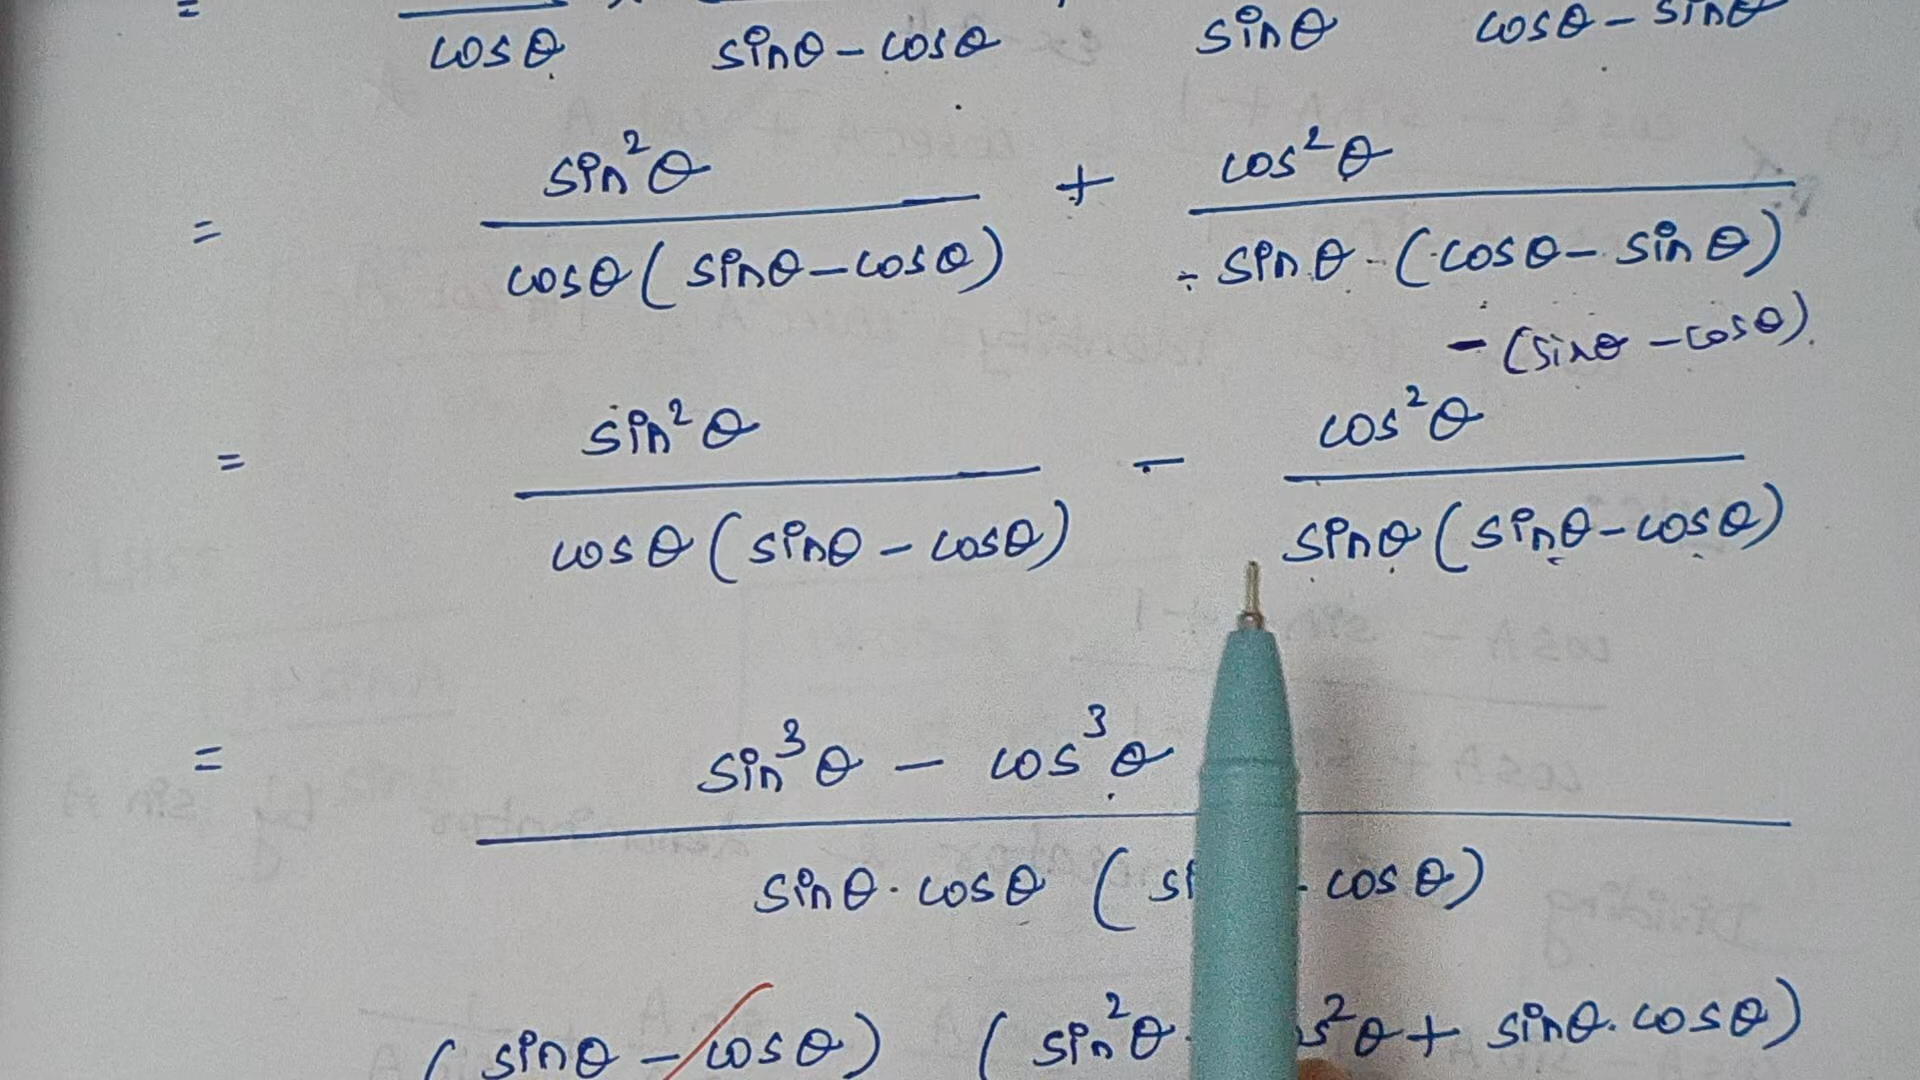 = cosθ sinθ – cosθ sinθ cosθ – sinθ
= sin²θ / cosθ ( sinθ – cosθ ) + cos²θ / sinθ · ( cosθ – sinθ )
– (sinθ – cosθ).
= sin²θ / cosθ ( sinθ – cosθ ) – cos²θ / sinθ ( sinθ – cosθ )
= sin³θ – cos³θ / sinθ · cosθ ( cosθ )
( sinθ – cosθ ) ( sin²θ + sinθ · cosθ )